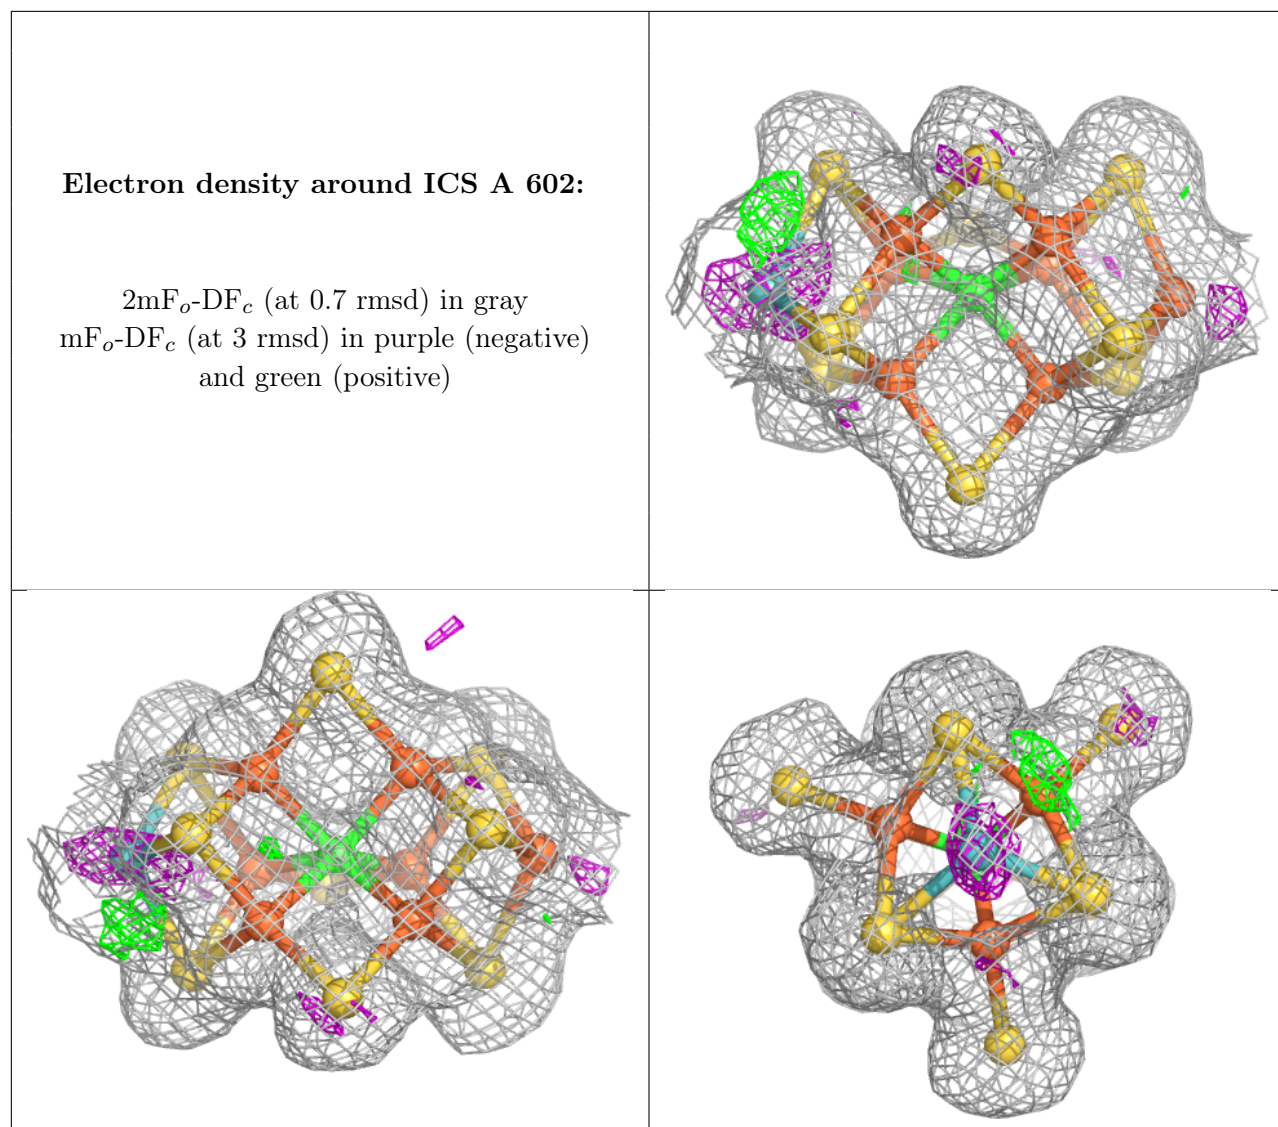 Electron density around ICS A 602:
2mFo-DFc (at 0.7 rmsd) in gray
mFo-DFc (at 3 rmsd) in purple (negative)
and green (positive)